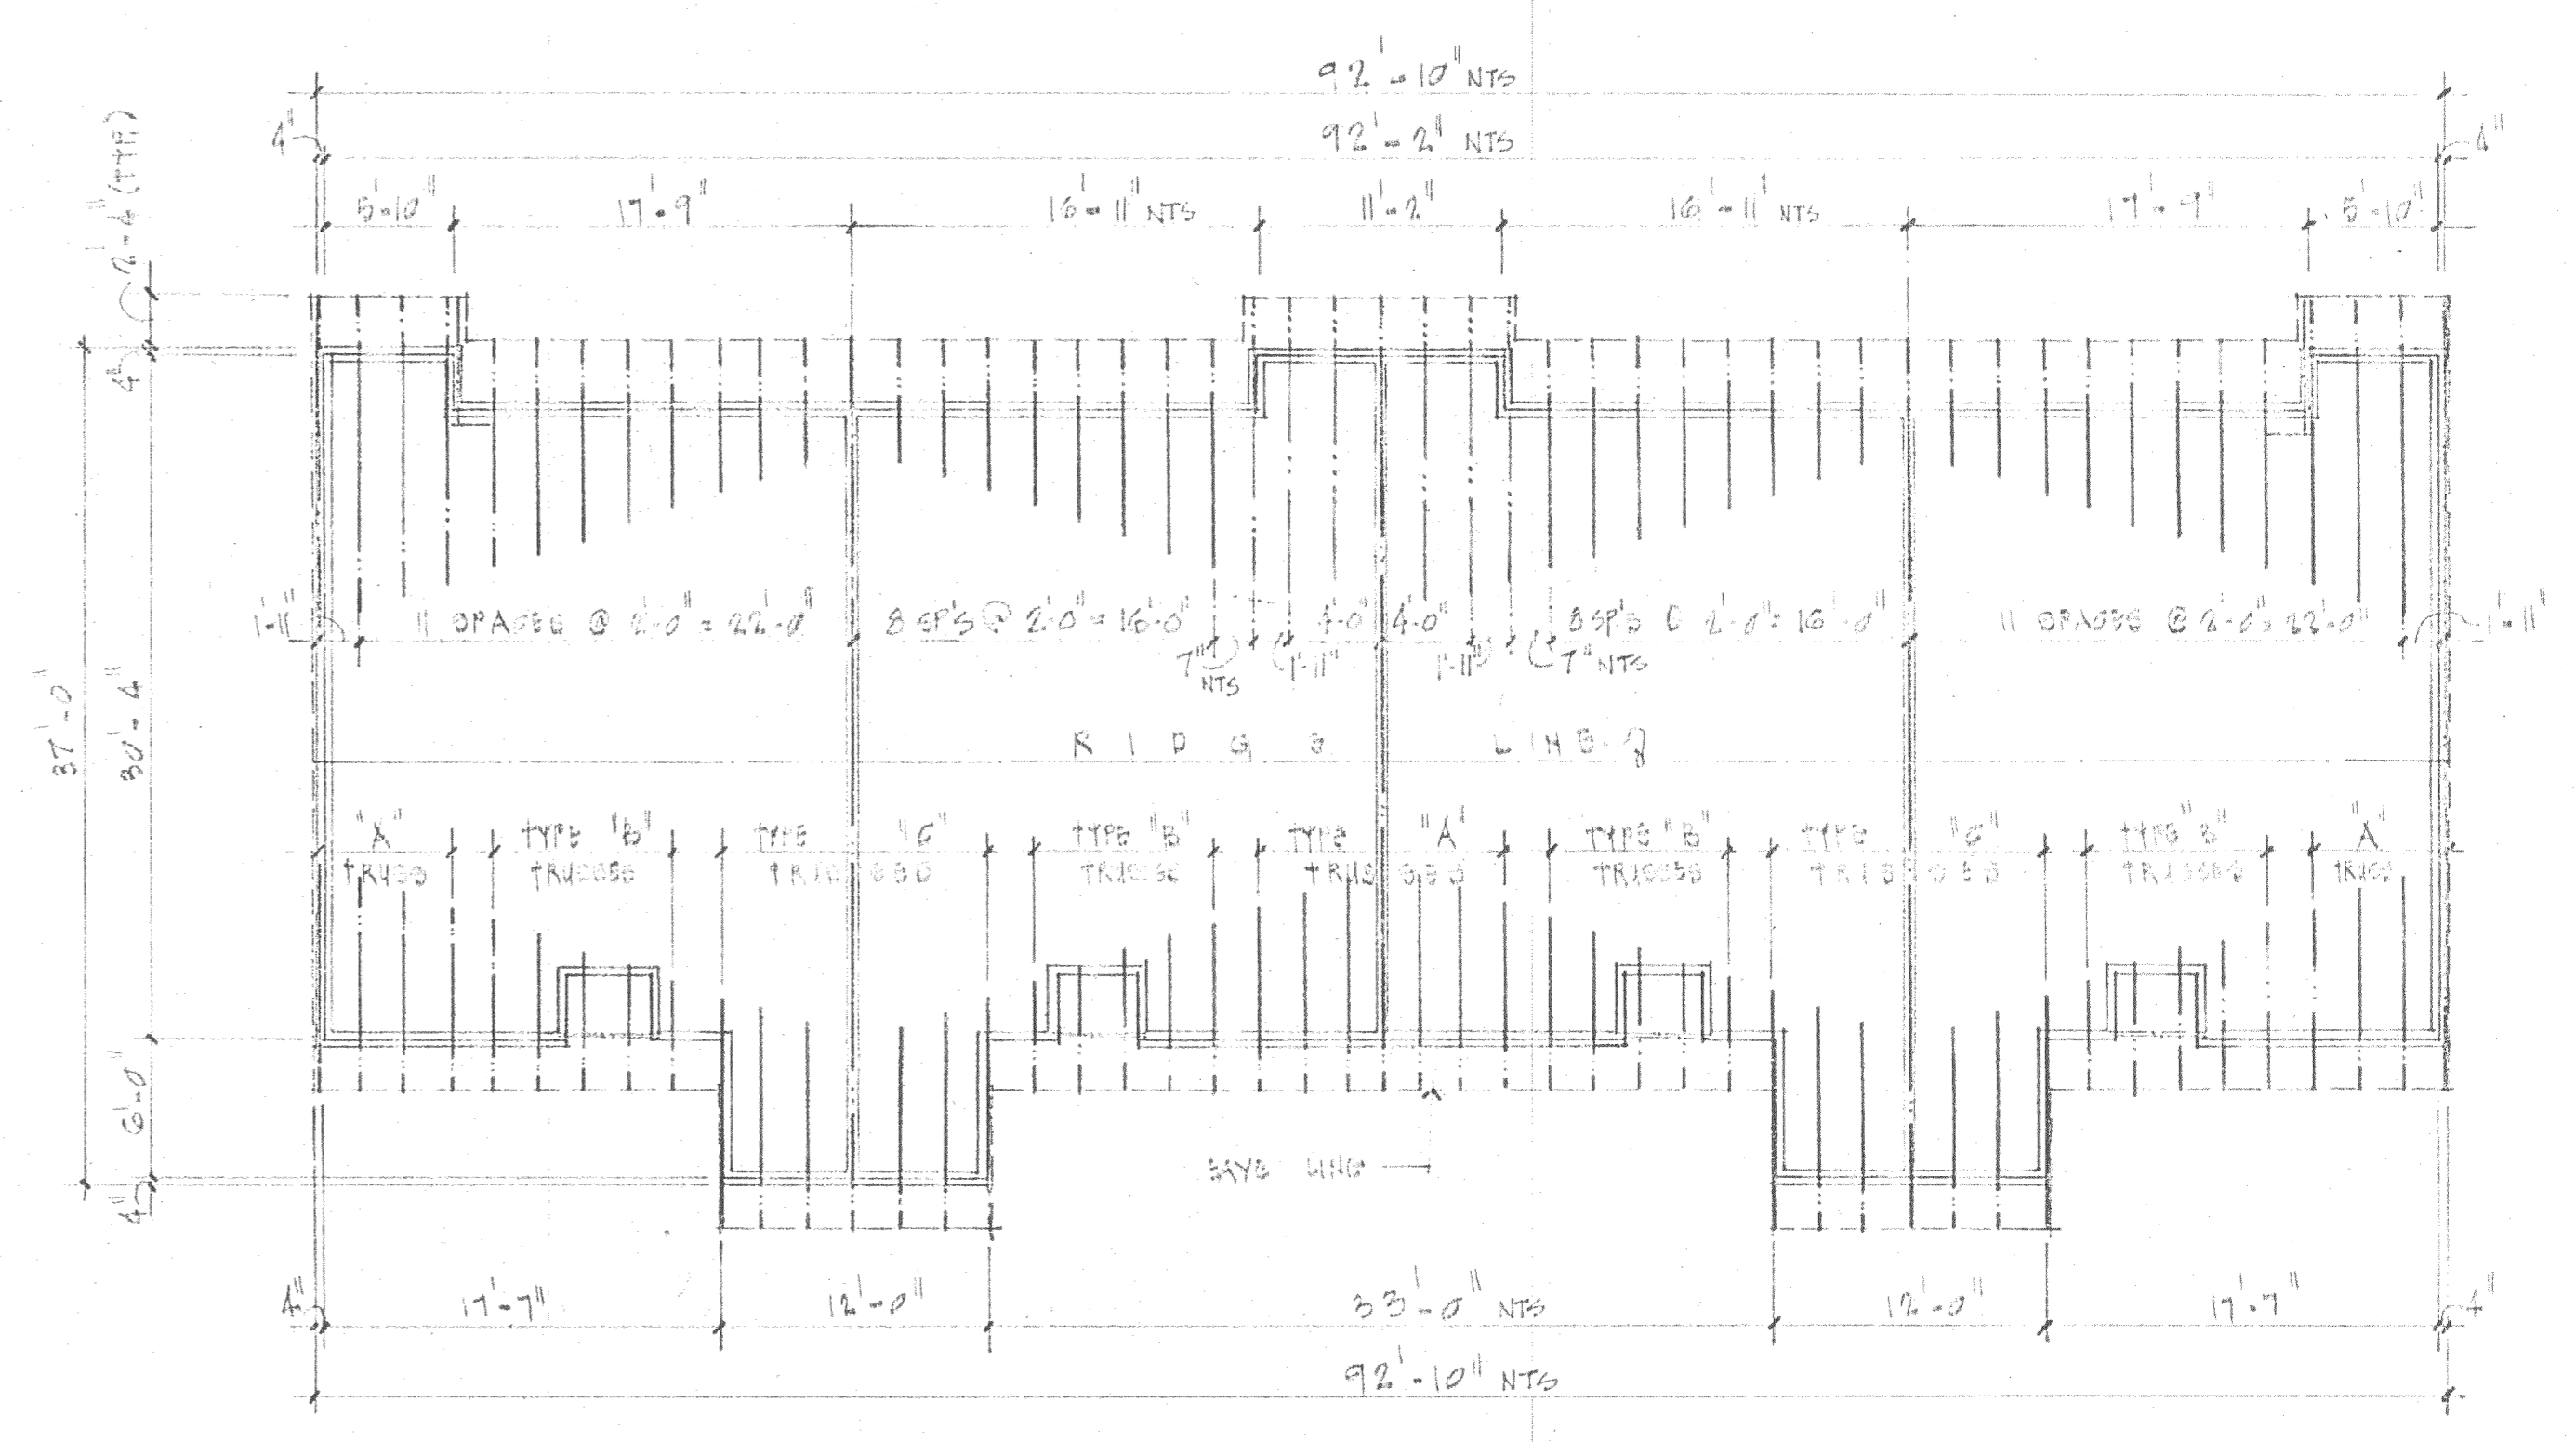 92'-10" NTS
4" 92'-2" NTS 4"
5'-10" 17'-9" 16'-11" NTS 11'-2" 16'-11" NTS 17'-9" 5'-10"
2'-4" (TYP.)
4"
1'-11" 11 SPACES @ 2'-0" = 22'-0" 8 SP'S @ 2'-0" = 16'-0" 4'-0" 4'-0" 8 SP'S @ 2'-0" = 16'-0" 11 SPACES @ 2'-0" = 22'-0" 1'-11"
7" NTS 1'-11" 1'-11" 7" NTS
37'-0"
30'-4"
RIDGE LINE
"A" TYPE "B" TYPE "C" TYPE "B" TYPE "A" TYPE "B" TYPE "C" TYPE "B" "A"
TRUSS TRUSSES TRUSSES TRUSSES TRUSSES TRUSSES TRUSSES TRUSSES TRUSS
6'-0"
EAVE LINE
4"
4" 17'-7" 12'-0" 33'-0" NTS 12'-0" 17'-7" 4"
92'-10" NTS